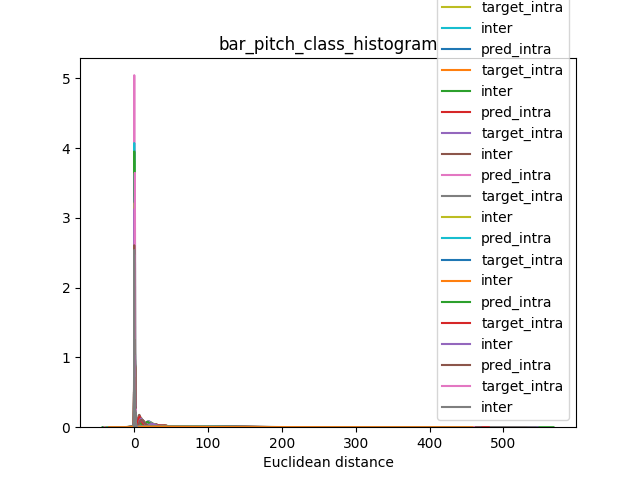 target_intra
inter
bar_pitch_class_histogram
pred_intra
target_intra
inter
pred_intra
target_intra
inter
pred_intra
target_intra
inter
pred_intra
target_intra
inter
pred_intra
target_intra
inter
pred_intra
target_intra
inter
5
4
3
2
1
0
0 100 200 300 400 500
Euclidean distance